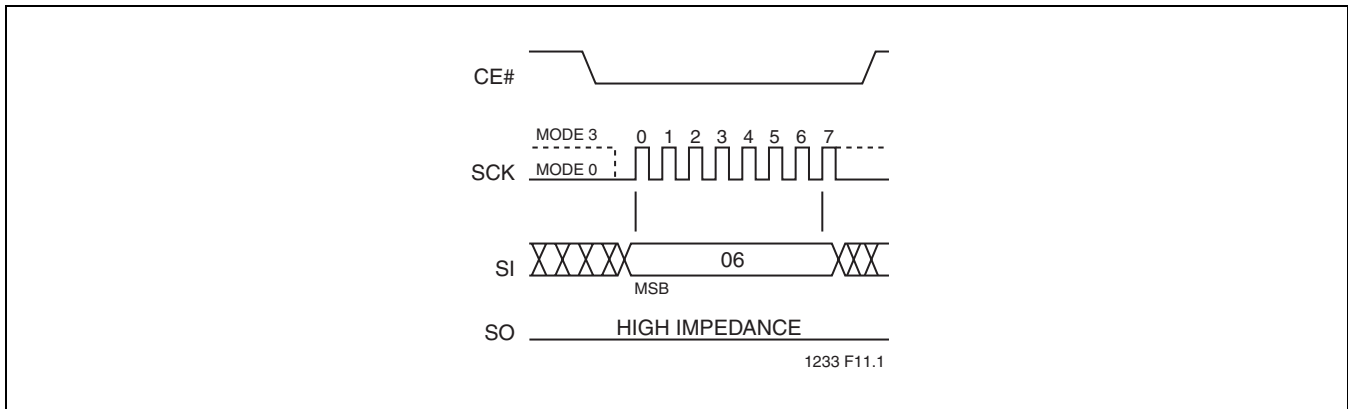 CE#
MODE 3 0 1 2 3 4 5 6 7
SCK MODE 0
SI 06
MSB
SO HIGH IMPEDANCE
1233 F11.1